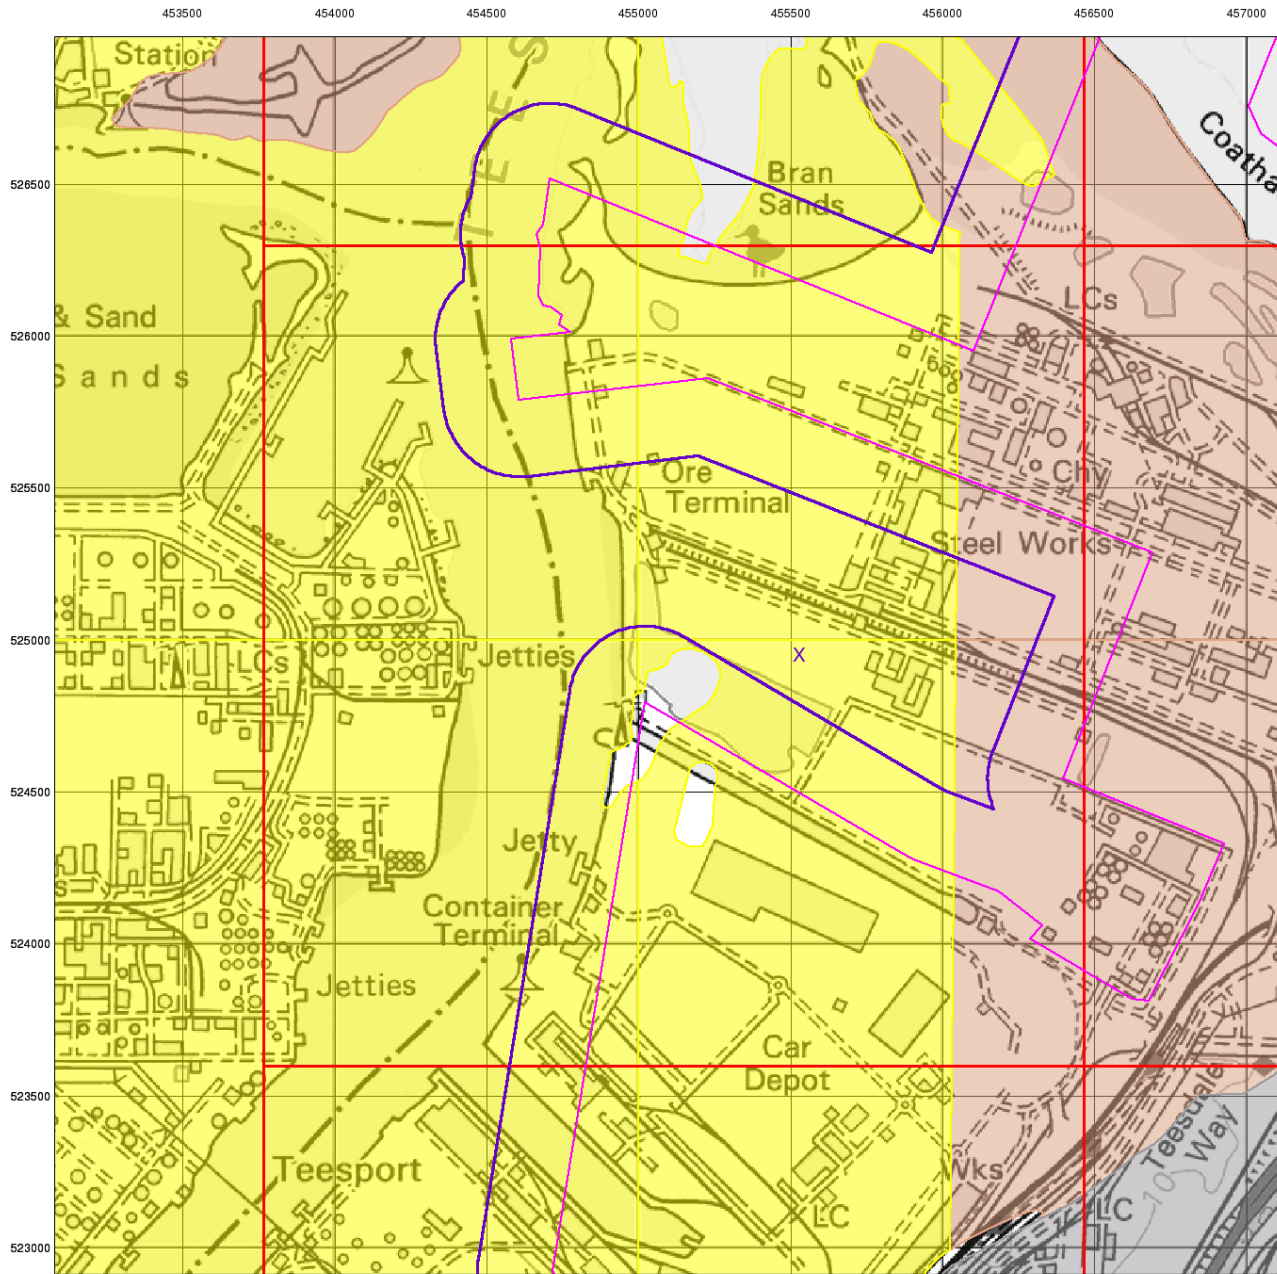 453500 454000 454500 455000 455500 456000 456500 457000
Station
T E E S
Coatha
526500
Bran
Sands
& Sand
LCs
526000
Sands
Ore
Terminal
Chy
525500
Steel Works
525000
LCs
Jetties
X
524500
Jetty
Container
Terminal
524000
Jetties
Car
Depot
523500
Teesdale
Way
Teesport
Wks
10
LC
LC
523000